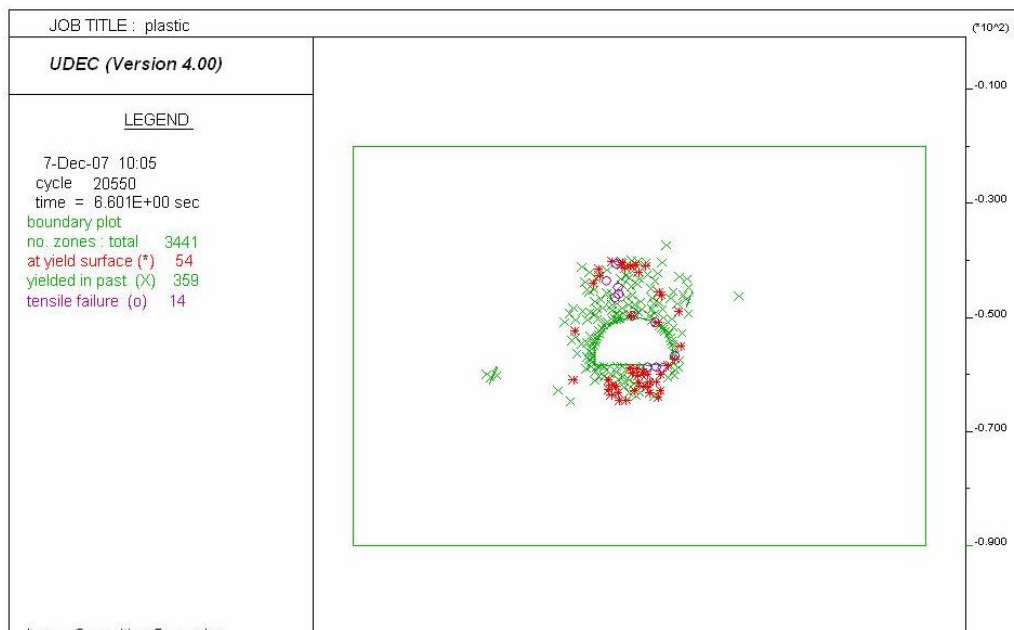 JOB TITLE : plastic
(*10^2)
UDEC (Version 4.00)
LEGEND
7-Dec-07 10:05
cycle 20550
time = 6.601E+00 sec
boundary plot
no. zones : total 3441
at yield surface (*) 54
yielded in past (X) 359
tensile failure (o) 14
-0.100
-0.300
-0.500
-0.700
-0.900